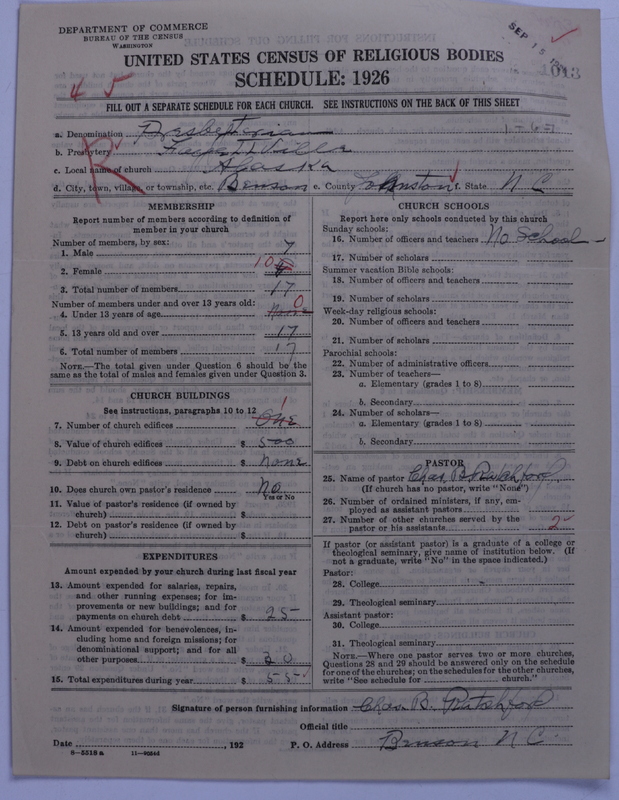 DEPARTMENT OF COMMERCE
BUREAU OF THE CENSUS
WASHINGTON
SEP 15
1013
UNITED STATES CENSUS OF RELIGIOUS BODIES
SCHEDULE: 1926
4 5
FILL OUT A SEPARATE SCHEDULE FOR EACH CHURCH. SEE INSTRUCTIONS ON THE BACK OF THIS SHEET
a. Denomination Presbyterian
b. Presbytery
R
c. Local name of church Alaska
d. City, town, village, or township, etc. Benson e. County Johnston f. State N C
MEMBERSHIP
Report number of members according to definition of
member in your church
Number of members, by sex:
1. Male 7
2. Female 10
3. Total number of members 17
Number of members under and over 13 years old:
4. Under 13 years of age None 0
5. 13 years old and over 17
6. Total number of members 17
NOTE.—The total given under Question 6 should be the
same as the total of males and females given under Question 3.
CHURCH BUILDINGS
See instructions, paragraphs 10 to 12
7. Number of church edifices One 1
8. Value of church edifices $ 500
9. Debt on church edifices $ None
10. Does church own pastor's residence No
Yes or No
11. Value of pastor's residence (if owned by
church) $
12. Debt on pastor's residence (if owned by
church) $
EXPENDITURES
Amount expended by your church during last fiscal year
13. Amount expended for salaries, repairs,
and other running expenses; for im-
provements or new buildings; and for
payments on church debt $ 25
14. Amount expended for benevolences, in-
cluding home and foreign missions; for
denominational support; and for all
other purposes $ 30
15. Total expenditures during year $ 55
CHURCH SCHOOLS
Report here only schools conducted by this church
Sunday schools:
16. Number of officers and teachers No School
17. Number of scholars
Summer vacation Bible schools:
18. Number of officers and teachers
19. Number of scholars
Week-day religious schools:
20. Number of officers and teachers
21. Number of scholars
Parochial schools:
22. Number of administrative officers
23. Number of teachers—
a. Elementary (grades 1 to 8)
b. Secondary
24. Number of scholars—
a. Elementary (grades 1 to 8)
b. Secondary
PASTOR
25. Name of pastor Chas. B. Ratchford
(If church has no pastor, write "None")
26. Number of ordained ministers, if any, em-
ployed as assistant pastors
27. Number of other churches served by the
pastor or his assistants 2
If pastor (or assistant pastor) is a graduate of a college or
theological seminary, give name of institution below. (If
not a graduate, write "No" in the space indicated.)
Pastor:
28. College
29. Theological seminary
Assistant pastor:
30. College
31. Theological seminary
NOTE.—Where one pastor serves two or more churches,
Questions 28 and 29 should be answered only on the schedule
for one of the churches; on the schedules for the other churches,
write "See schedule for church."
Signature of person furnishing information Chas. B. Ratchford
Official title
Date , 192 P. O. Address Benson N C.
8—5518 a